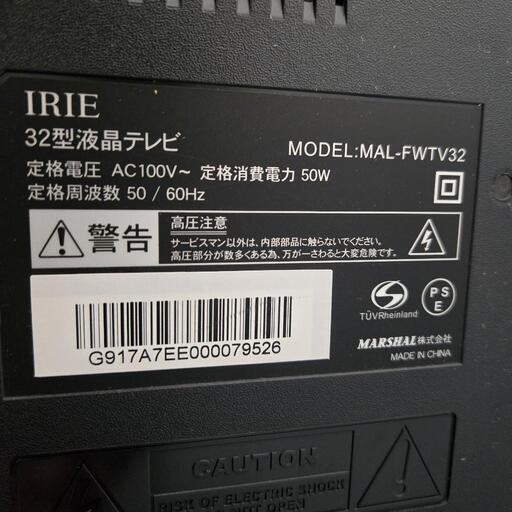 IRIE
32型液晶テレビ
MODEL:MAL-FWTV32
定格電圧 AC100V～ 定格消費電力 50W
定格周波数 50 / 60Hz
警告
高圧注意
サービスマン以外は、内部部品に触らないでください。
高圧部分が数多くある為、万が一さわると大変危険です。
TÜVRheinland
PS
E
MARSHAL株式会社
MADE IN CHINA
G917A7EE000079526
CAUTION
RISK OF ELECTRIC SHOCK